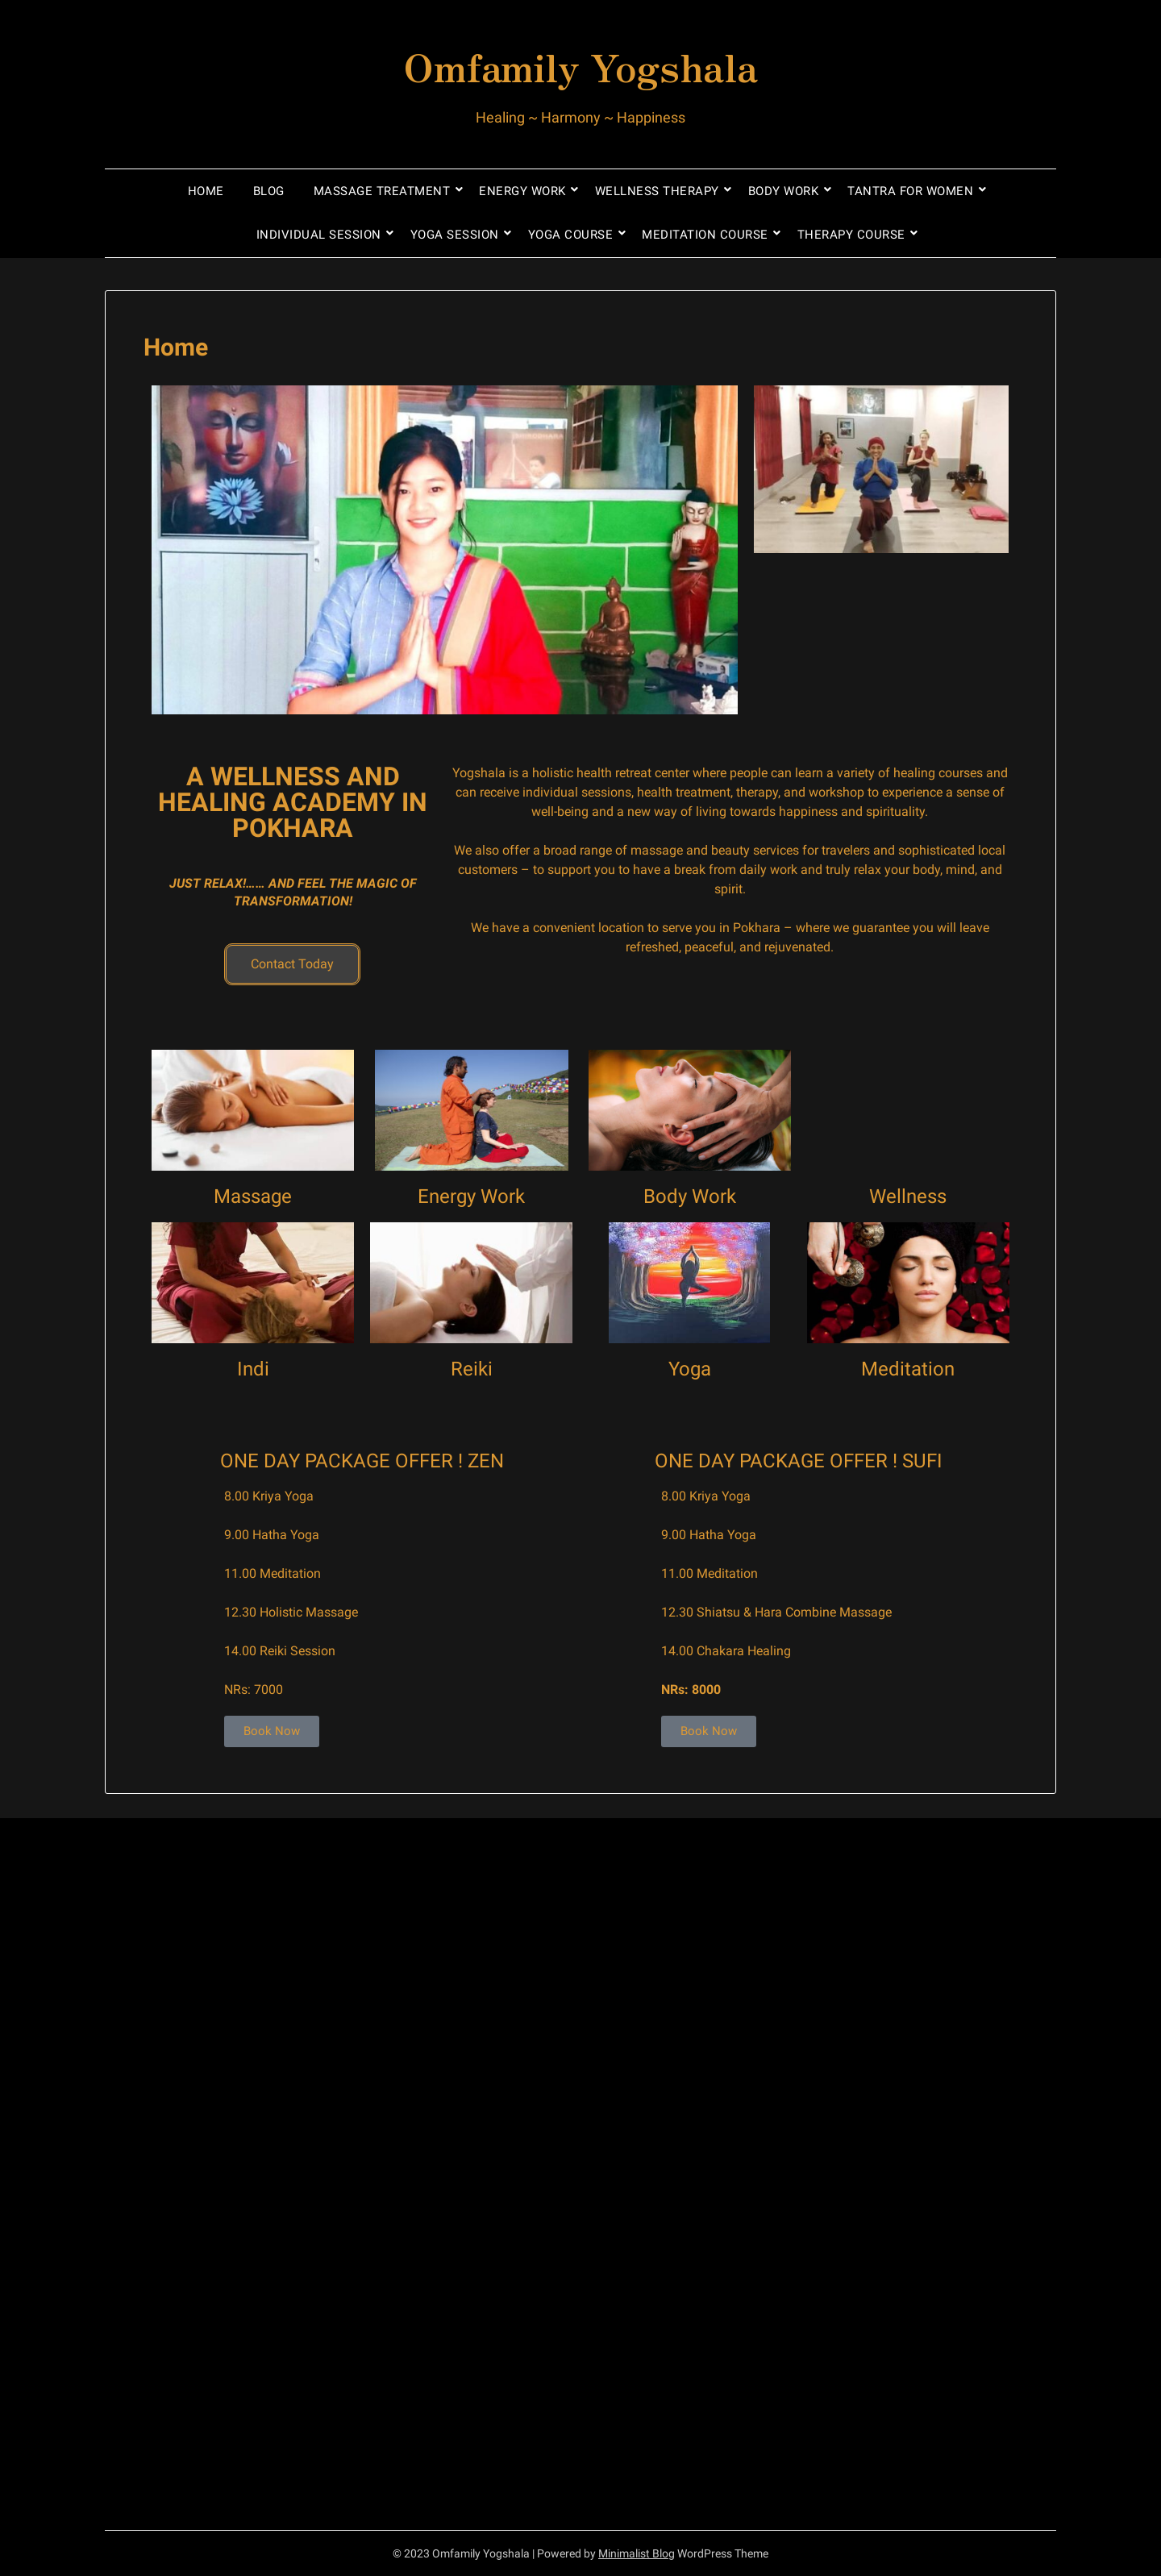 Omfamily Yogshala
Healing ~ Harmony ~ Happiness
HOME BLOG MASSAGE TREATMENT ENERGY WORK WELLNESS THERAPY BODY WORK TANTRA FOR WOMEN
INDIVIDUAL SESSION YOGA SESSION YOGA COURSE MEDITATION COURSE THERAPY COURSE
Home
A WELLNESS AND
HEALING ACADEMY IN
POKHARA
JUST RELAX!...... AND FEEL THE MAGIC OF
TRANSFORMATION!
Contact Today
Yogshala is a holistic health retreat center where people can learn a variety of healing courses and
can receive individual sessions, health treatment, therapy, and workshop to experience a sense of
well-being and a new way of living towards happiness and spirituality.
We also offer a broad range of massage and beauty services for travelers and sophisticated local
customers – to support you to have a break from daily work and truly relax your body, mind, and
spirit.
We have a convenient location to serve you in Pokhara – where we guarantee you will leave
refreshed, peaceful, and rejuvenated.
Massage Energy Work Body Work Wellness
Indi Reiki Yoga Meditation
ONE DAY PACKAGE OFFER ! ZEN
8.00 Kriya Yoga
9.00 Hatha Yoga
11.00 Meditation
12.30 Holistic Massage
14.00 Reiki Session
NRs: 7000
Book Now
ONE DAY PACKAGE OFFER ! SUFI
8.00 Kriya Yoga
9.00 Hatha Yoga
11.00 Meditation
12.30 Shiatsu & Hara Combine Massage
14.00 Chakara Healing
NRs: 8000
Book Now
© 2023 Omfamily Yogshala | Powered by Minimalist Blog WordPress Theme